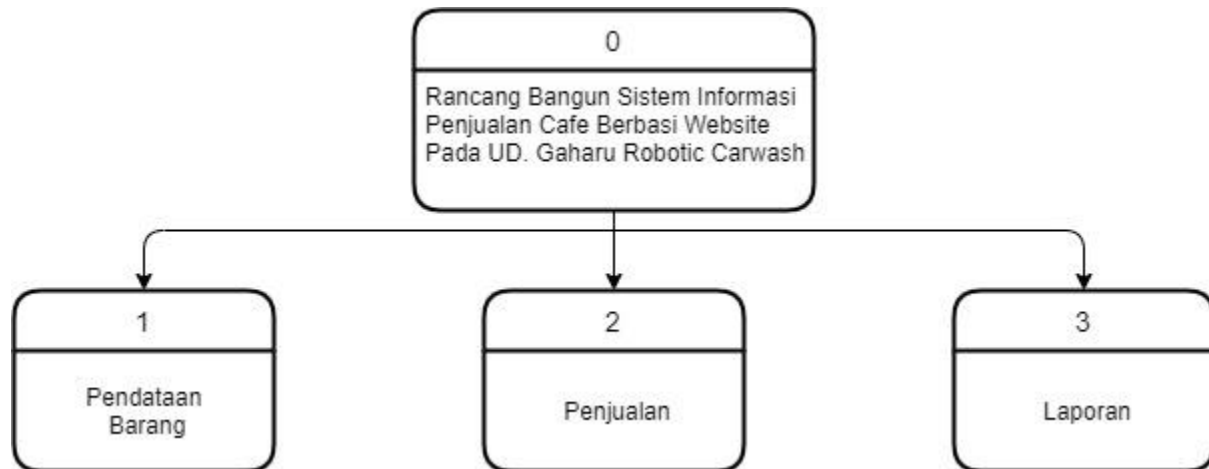 0
Rancang Bangun Sistem Informasi
Penjualan Cafe Berbasi Website
Pada UD. Gaharu Robotic Carwash
1
Pendataan
Barang
2
Penjualan
3
Laporan